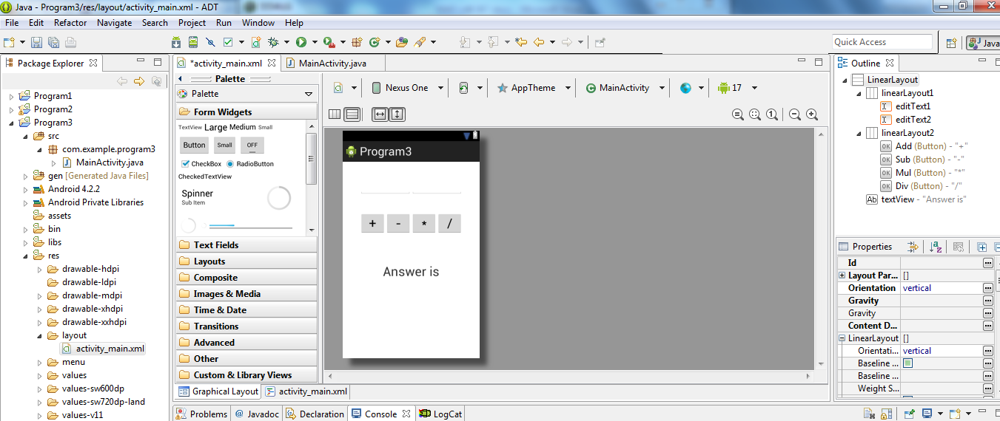 Java - Program3/res/layout/activity_main.xml - ADT
File Edit Refactor Navigate Search Project Run Window Help
Quick Access
Java
Package Explorer
Program1
Program2
Program3
src
com.example.program3
MainActivity.java
gen [Generated Java Files]
Android 4.2.2
Android Private Libraries
assets
bin
libs
res
drawable-hdpi
drawable-ldpi
drawable-mdpi
drawable-xhdpi
drawable-xxhdpi
layout
activity_main.xml
menu
values
values-sw600dp
values-sw720dp-land
values-v11
*activity_main.xml MainActivity.java
Palette
Palette
Form Widgets
TextView Large Medium Small
Button Small OFF
CheckBox RadioButton
CheckedTextView
Spinner
Sub Item
Text Fields
Layouts
Composite
Images & Media
Time & Date
Transitions
Advanced
Other
Custom & Library Views
Nexus One AppTheme MainActivity 17
Program3
+ - * /
Answer is
Graphical Layout activity_main.xml
Problems @ Javadoc Declaration Console LogCat
Outline
LinearLayout
linearLayout1
editText1
editText2
linearLayout2
OK Add (Button) - "+"
OK Sub (Button) - "-"
OK Mul (Button) - "*"
OK Div (Button) - "/"
Ab textView - "Answer is"
Properties
Id
Layout Par... []
Orientation vertical
Gravity
Gravity
Content D...
LinearLayout []
Orientati... vertical
Baseline ...
Baseline ...
Weight S...